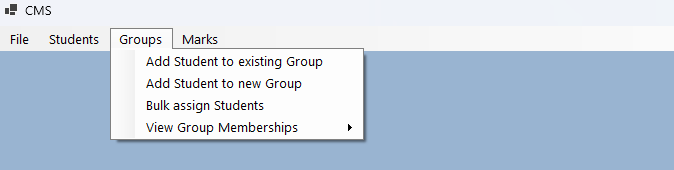 CMS
File Students Groups Marks
Add Student to existing Group
Add Student to new Group
Bulk assign Students
View Group Memberships